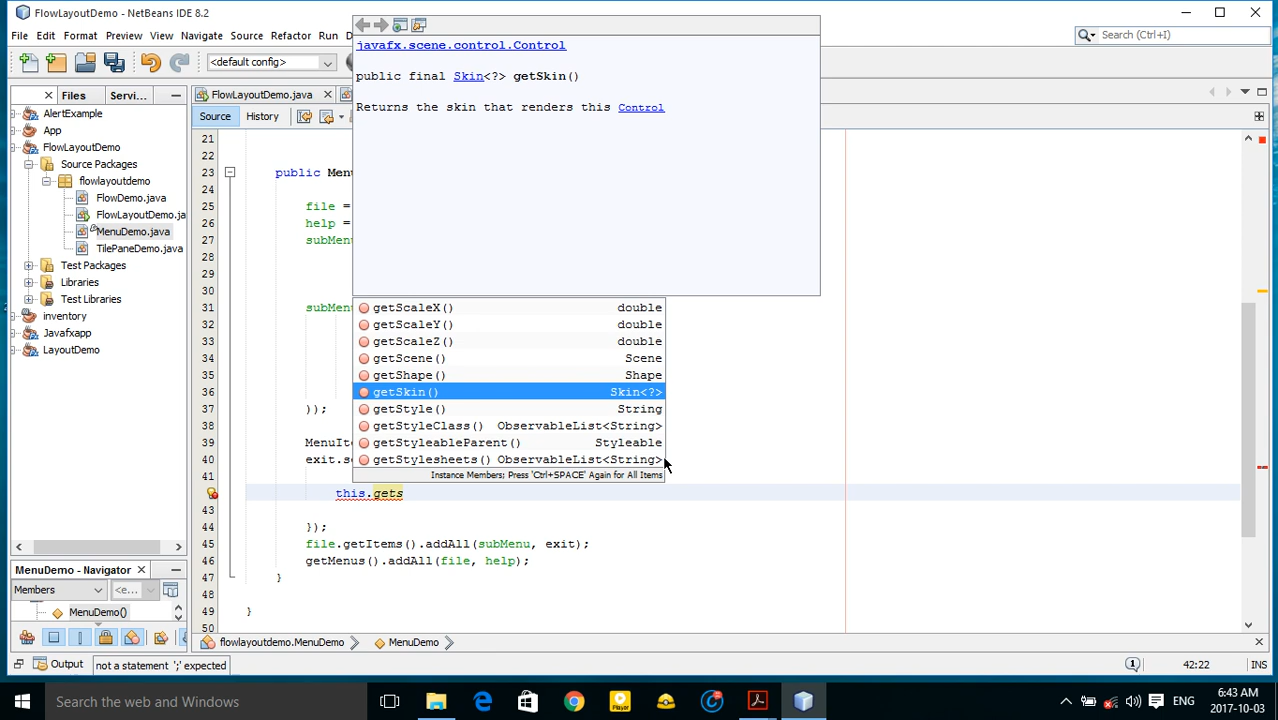 FlowLayoutDemo - NetBeans IDE 8.2
File Edit Format Preview View Navigate Source Refactor Run D
Search (Ctrl+I)
<default config>
Files Servi...
FlowLayoutDemo.java
Source History
AlertExample
App
FlowLayoutDemo
Source Packages
flowlayoutdemo
FlowDemo.java
FlowLayoutDemo.ja
MenuDemo.java
TilePaneDemo.java
Test Packages
Libraries
Test Libraries
inventory
Javafxapp
LayoutDemo
javafx.scene.control.Control
public final Skin<?> getSkin()
Returns the skin that renders this Control
21
22
23 public Menu
24
25 file =
26 help =
27 subMenu
28
29
30
31 subMenu
32
33
34
35
36
37 ));
38
39 MenuIte
40 exit.se
41
this.gets
43
44 });
45 file.getItems().addAll(subMenu, exit);
46 getMenus().addAll(file, help);
47 }
48
49 }
50
getScaleX() double
getScaleY() double
getScaleZ() double
getScene() Scene
getShape() Shape
getSkin() Skin<?>
getStyle() String
getStyleClass() ObservableList<String>
getStyleableParent() Styleable
getStylesheets() ObservableList<String>
Instance Members; Press 'Ctrl+SPACE' Again for All Items
MenuDemo - Navigator
Members <e...
MenuDemo()
flowlayoutdemo.MenuDemo MenuDemo
Output not a statement ';' expected
1 42:22 INS
Search the web and Windows
Player
ENG
6:43 AM
2017-10-03